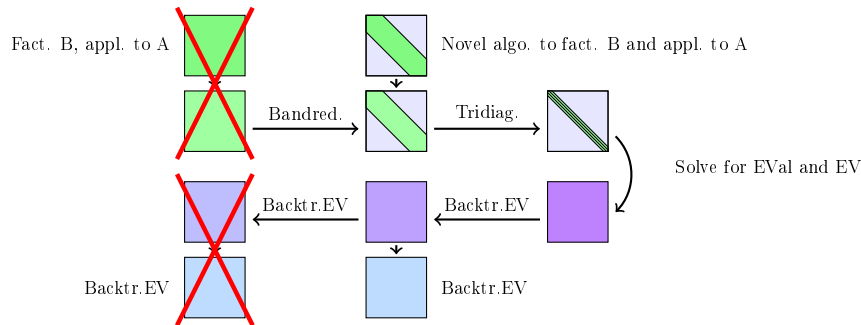 Fact. B, appl. to A
Novel algo. to fact. B and appl. to A
Bandred.
Tridiag.
Solve for EVal and EV
Backtr.EV
Backtr.EV
Backtr.EV
Backtr.EV